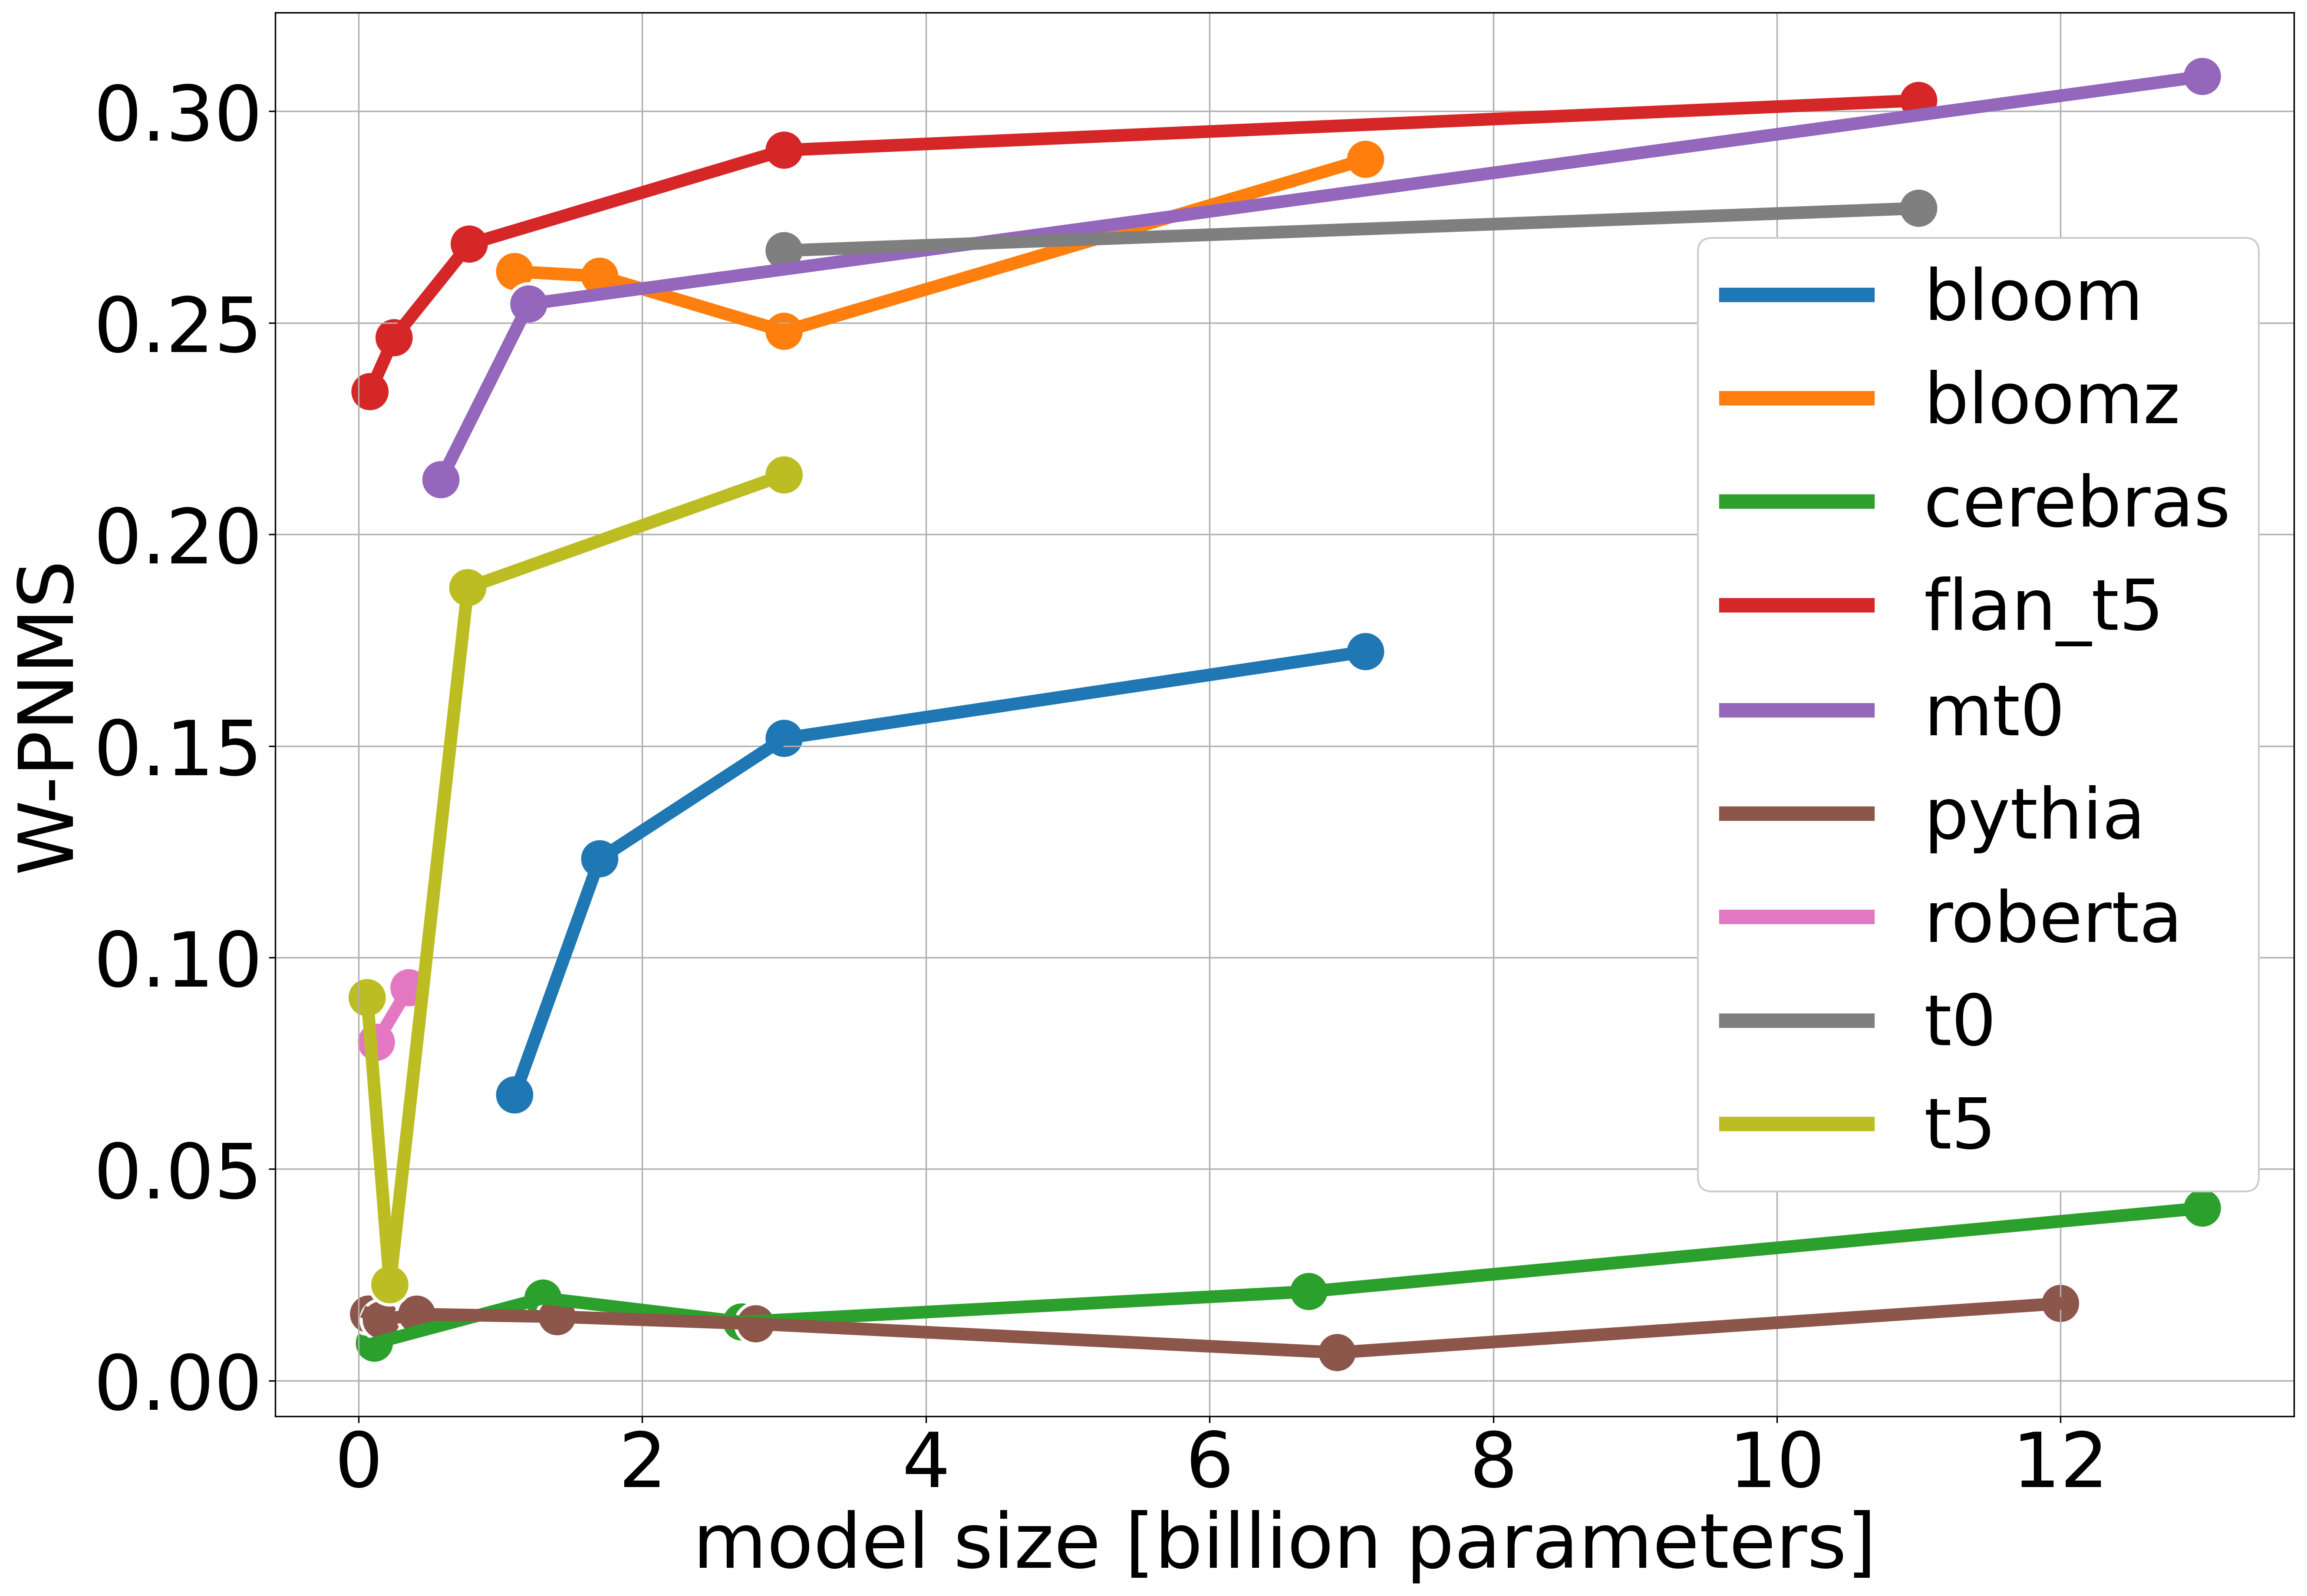 W-PNMS
0.30
0.25
0.20
0.15
0.10
0.05
0.00
0 2 4 6 8 10 12
model size [billion parameters]
bloom
bloomz
cerebras
flan_t5
mt0
pythia
roberta
t0
t5